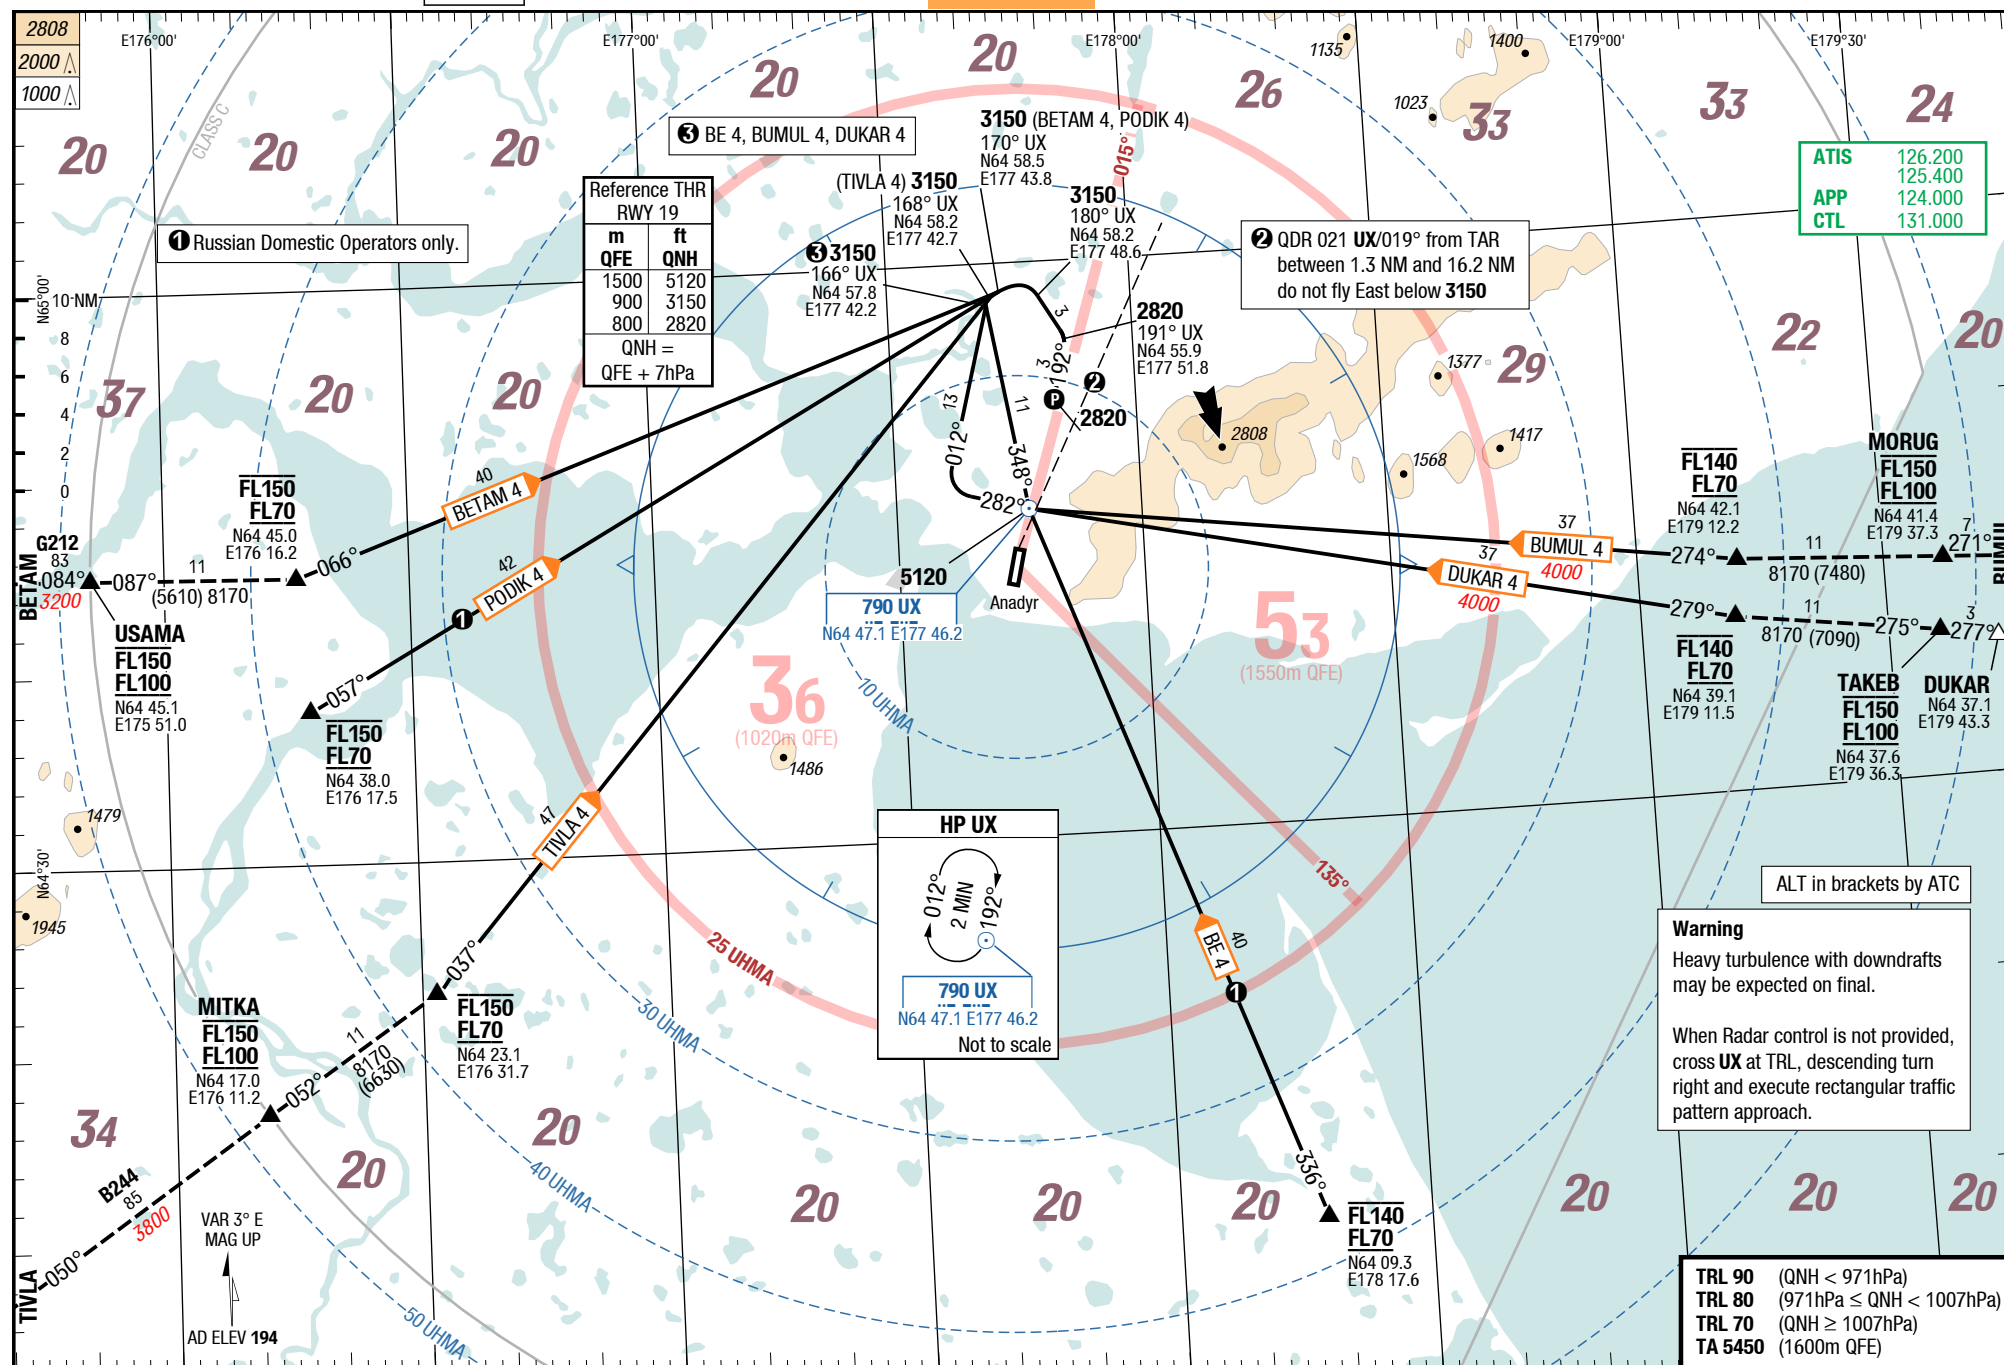 2808
2000
1000
E176°00'
E177°00'
E178°00'
E179°00'
E179°30'
20
20
26
33
33
24
1135
1400
1023
CLASS C
20
20
20
❸ BE 4, BUMUL 4, DUKAR 4
3150 (BETAM 4, PODIK 4)
170° UX
N64 58.5
E177 43.8
015°
ATIS 126.200
125.400
APP 124.000
CTL 131.000
Reference THR
RWY 19
m ft
QFE QNH
1500 5120
900 3150
800 2820
QNH =
QFE + 7hPa
(TIVLA 4) 3150
168° UX
N64 58.2
E177 42.7
3150
180° UX
N64 58.2
E177 48.6
❶ Russian Domestic Operators only.
❸ 3150
166° UX
N64 57.8
E177 42.2
❷ QDR 021 UX/019° from TAR
between 1.3 NM and 16.2 NM
do not fly East below 3150
N65°00'
10 NM
8
6
4
2
0
2820
191° UX
N64 55.9
E177 51.8
3
3
192°
❷
P
2820
37
20
20
29
22
20
1377
1417
1568
2808
13
012°
11
348°
282°
40
BETAM 4
42
PODIK 4
❶
FL150
FL70
N64 45.0
E176 16.2
066°
G212
83
084°
3200
BETAM
087°
11
(5610) 8170
USAMA
FL150
FL100
N64 45.1
E175 51.0
057°
FL150
FL70
N64 38.0
E176 17.5
5120
790 UX
N64 47.1 E177 46.2
Anadyr
10 UHMA
36
(1020m QFE)
1486
53
(1550m QFE)
37
BUMUL 4
4000
37
DUKAR 4
4000
FL140
FL70
N64 42.1
E179 12.2
274°
11
8170 (7480)
MORUG
FL150
FL100
N64 41.4
E179 37.3
7
271°
BUMUL
279°
11
8170 (7090)
275°
3
277°
FL140
FL70
N64 39.1
E179 11.5
TAKEB
FL150
FL100
N64 37.6
E179 36.3
DUKAR
N64 37.1
E179 43.3
1479
N64°30'
1945
47
TIVLA 4
HP UX
012°
2 MIN
192°
790 UX
N64 47.1 E177 46.2
Not to scale
135°
25 UHMA
30 UHMA
40 UHMA
50 UHMA
BE 4
40
❶
ALT in brackets by ATC
Warning
Heavy turbulence with downdrafts
may be expected on final.
When Radar control is not provided,
cross UX at TRL, descending turn
right and execute rectangular traffic
pattern approach.
037°
FL150
FL70
N64 23.1
E176 31.7
MITKA
FL150
FL100
N64 17.0
E176 11.2
052°
11
8170
(6630)
34
20
20
20
20
20
20
20
20
B244
85
3800
050°
TIVLA
VAR 3° E
MAG UP
AD ELEV 194
336°
FL140
FL70
N64 09.3
E178 17.6
TRL 90 (QNH < 971hPa)
TRL 80 (971hPa ≤ QNH < 1007hPa)
TRL 70 (QNH ≥ 1007hPa)
TA 5450 (1600m QFE)